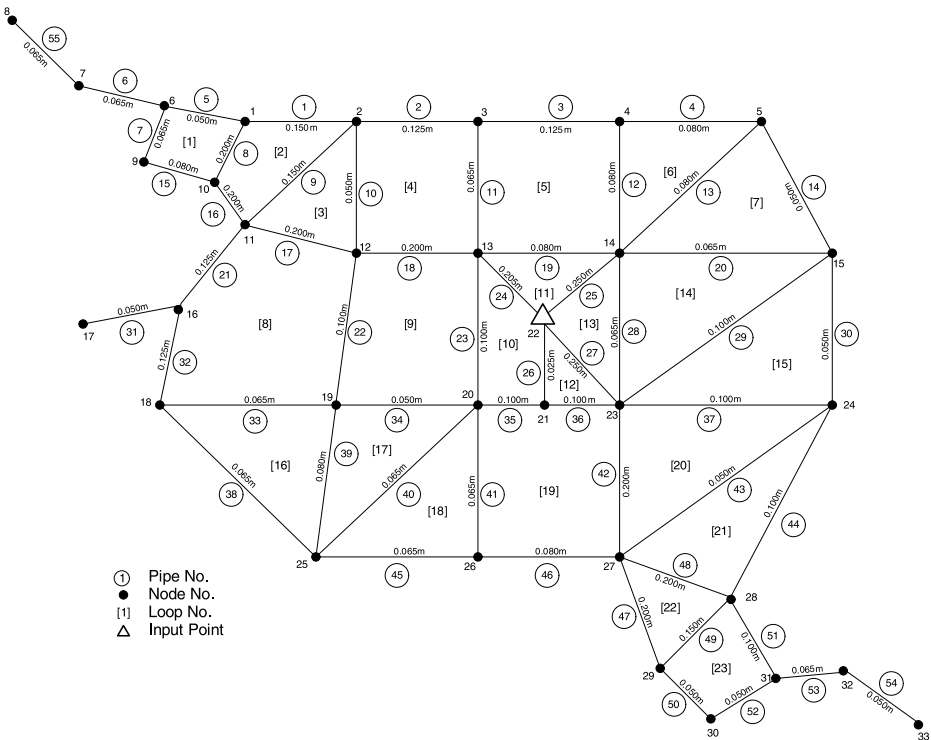 8
55
0.065m
7
6
0.065m
6
5
0.050m
1
1
0.150m
2
2
0.125m
3
3
0.125m
4
4
0.080m
5
7
0.065m
[1]
8
0.200m
[2]
9
0.080m
15
10
0.200m
16
0.150m
9
[3]
0.050m
10
[4]
0.065m
11
[5]
0.080m
12
[6]
0.080m
13
[7]
14
0.050m
11
0.200m
17
12
0.200m
18
13
0.080m
19
14
0.065m
20
15
0.125m
21
0.050m
31
17
16
0.125m
32
[8]
0.100m
22
[9]
23
0.100m
0.205m
24
[11]
0.250m
25
22
[10]
[13]
26
0.025m
27
0.250m
[12]
0.065m
28
[14]
0.100m
29
[15]
30
0.050m
18
0.065m
33
19
0.050m
34
20
0.100m
35
21
0.100m
36
23
0.100m
37
24
0.065m
38
[16]
0.080m
39
[17]
0.065m
40
[18]
0.065m
41
[19]
42
0.200m
[20]
0.050m
43
[21]
0.100m
44
25
0.065m
45
26
0.080m
46
27
48
0.200m
28
0.200m
47
[22]
0.150m
49
[23]
0.100m
51
29
0.050m
50
30
0.050m
52
31
0.065m
53
32
54
0.050m
33
1 Pipe No.
Node No.
[1] Loop No.
Input Point